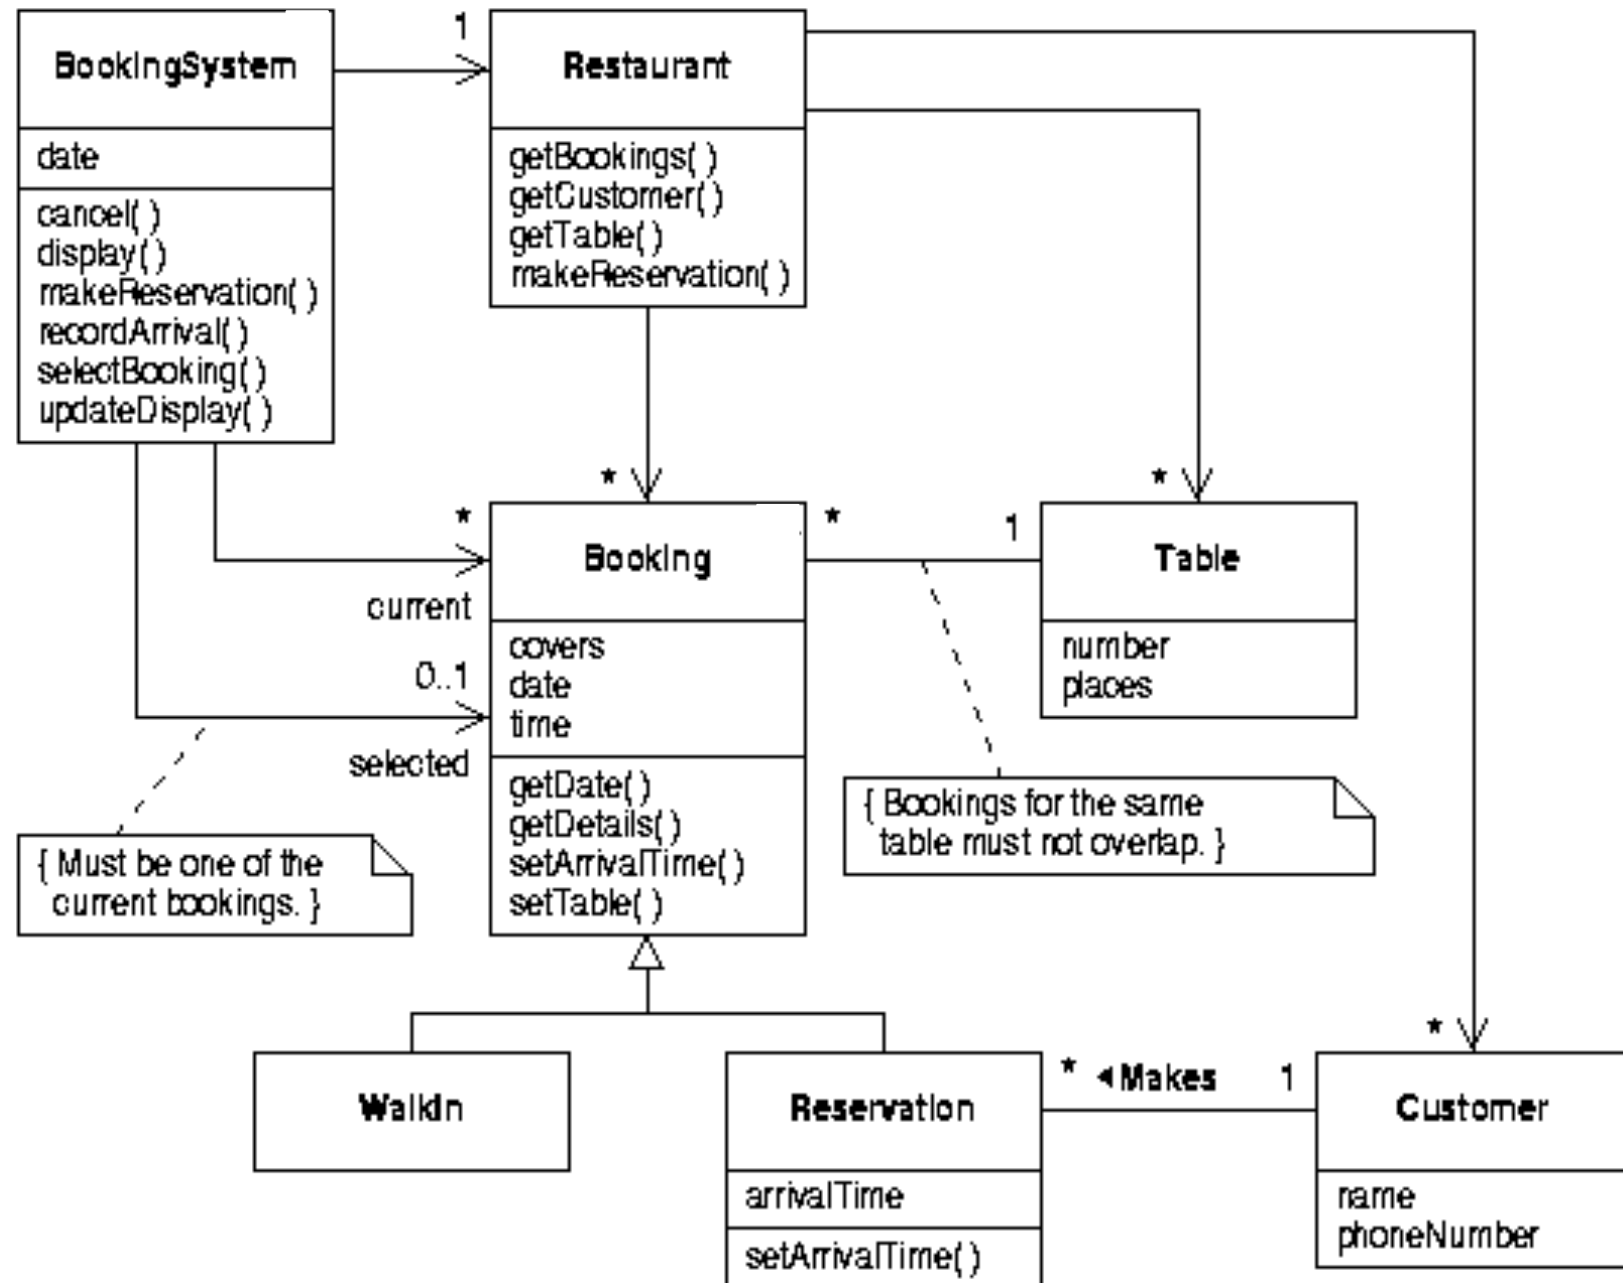 BookingSystem
date
cancel( )
display( )
makeReservation( )
recordArrival( )
selectBooking( )
updateDisplay( )
1
Restaurant
getBookings( )
getCustomer( )
getTable( )
makeReservation( )
*
*
*
current
0..1
selected
Booking
covers
date
time
getDate( )
getDetails( )
setArrivalTime( )
setTable( )
*
1
Table
number
places
{ Must be one of the
current bookings. }
{ Bookings for the same
table must not overlap. }
WalkIn
Reservation
arrivalTime
setArrivalTime( )
* ◄Makes 1
*
Customer
name
phoneNumber